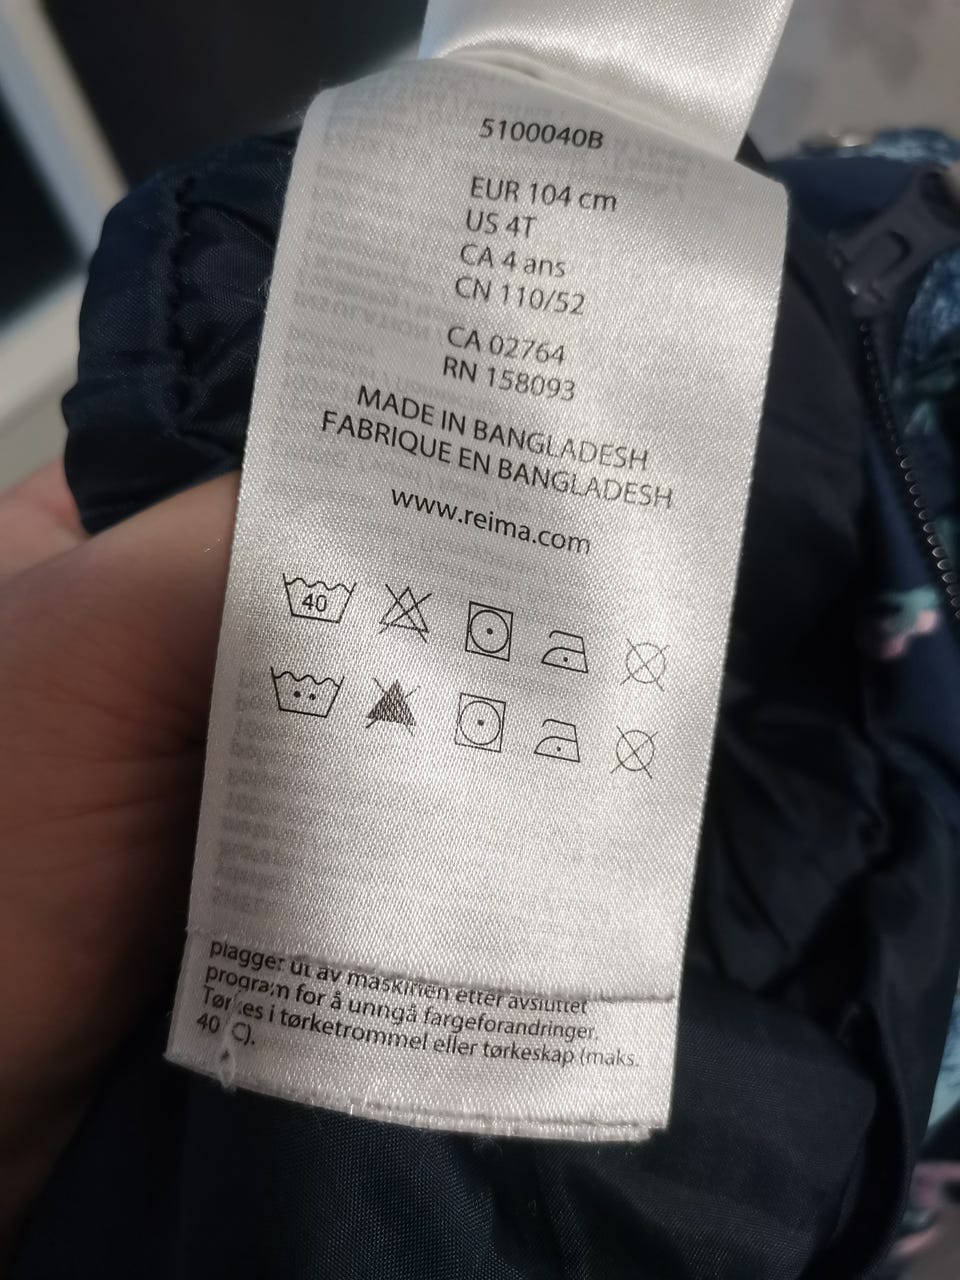 5100040B
EUR 104 cm
US 4T
CA 4 ans
CN 110/52
CA 02764
RN 158093
MADE IN BANGLADESH
FABRIQUE EN BANGLADESH
www.reima.com
40
plagget ut av maskinen etter avsluttet
program for å unngå fargeforandringer.
Tørkes i tørketrommel eller tørkeskap (maks.
40 C).